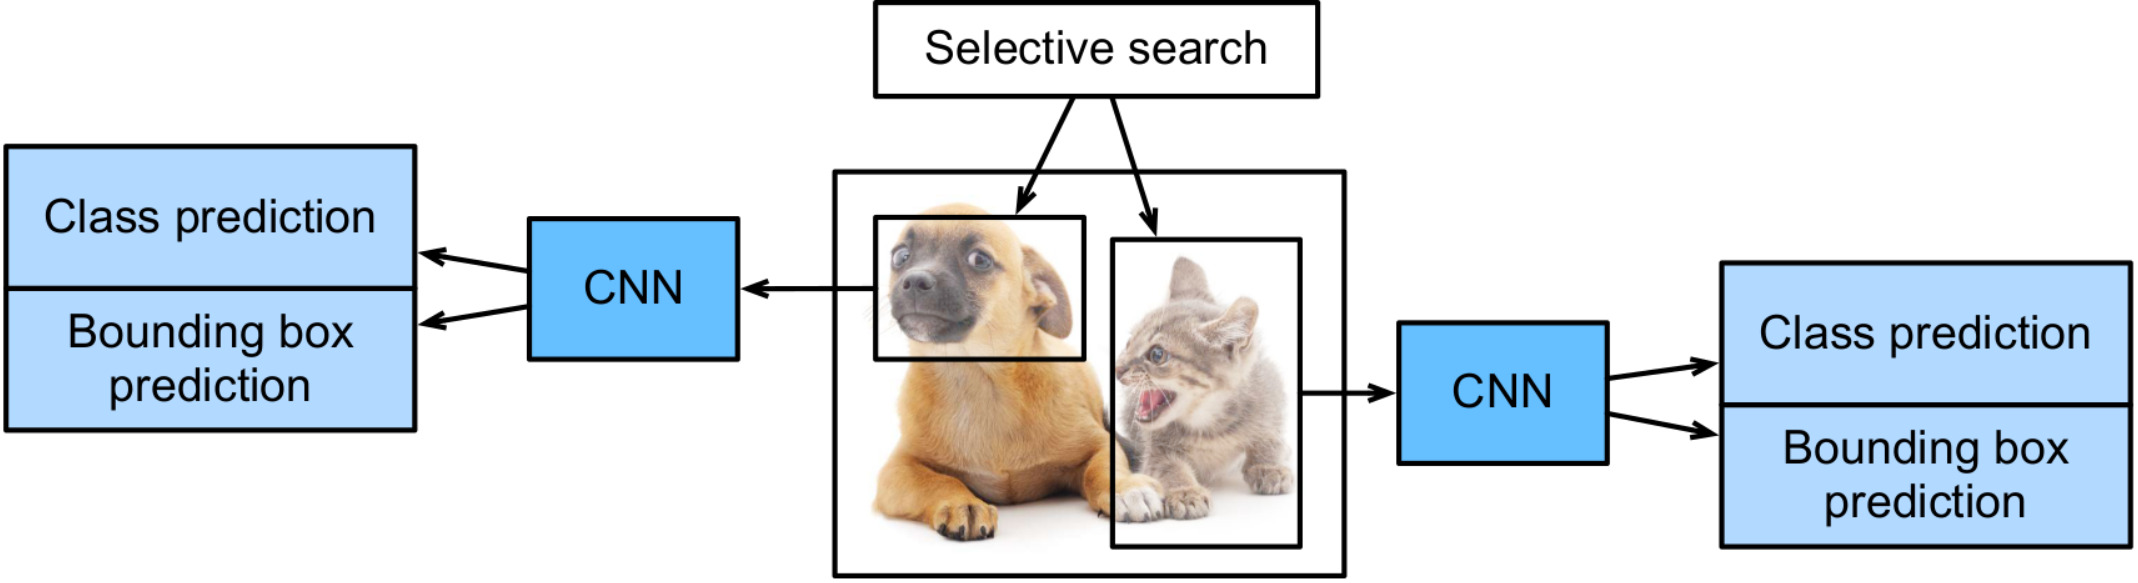 Selective search
Class prediction
Bounding box
prediction
CNN
CNN
Class prediction
Bounding box
prediction